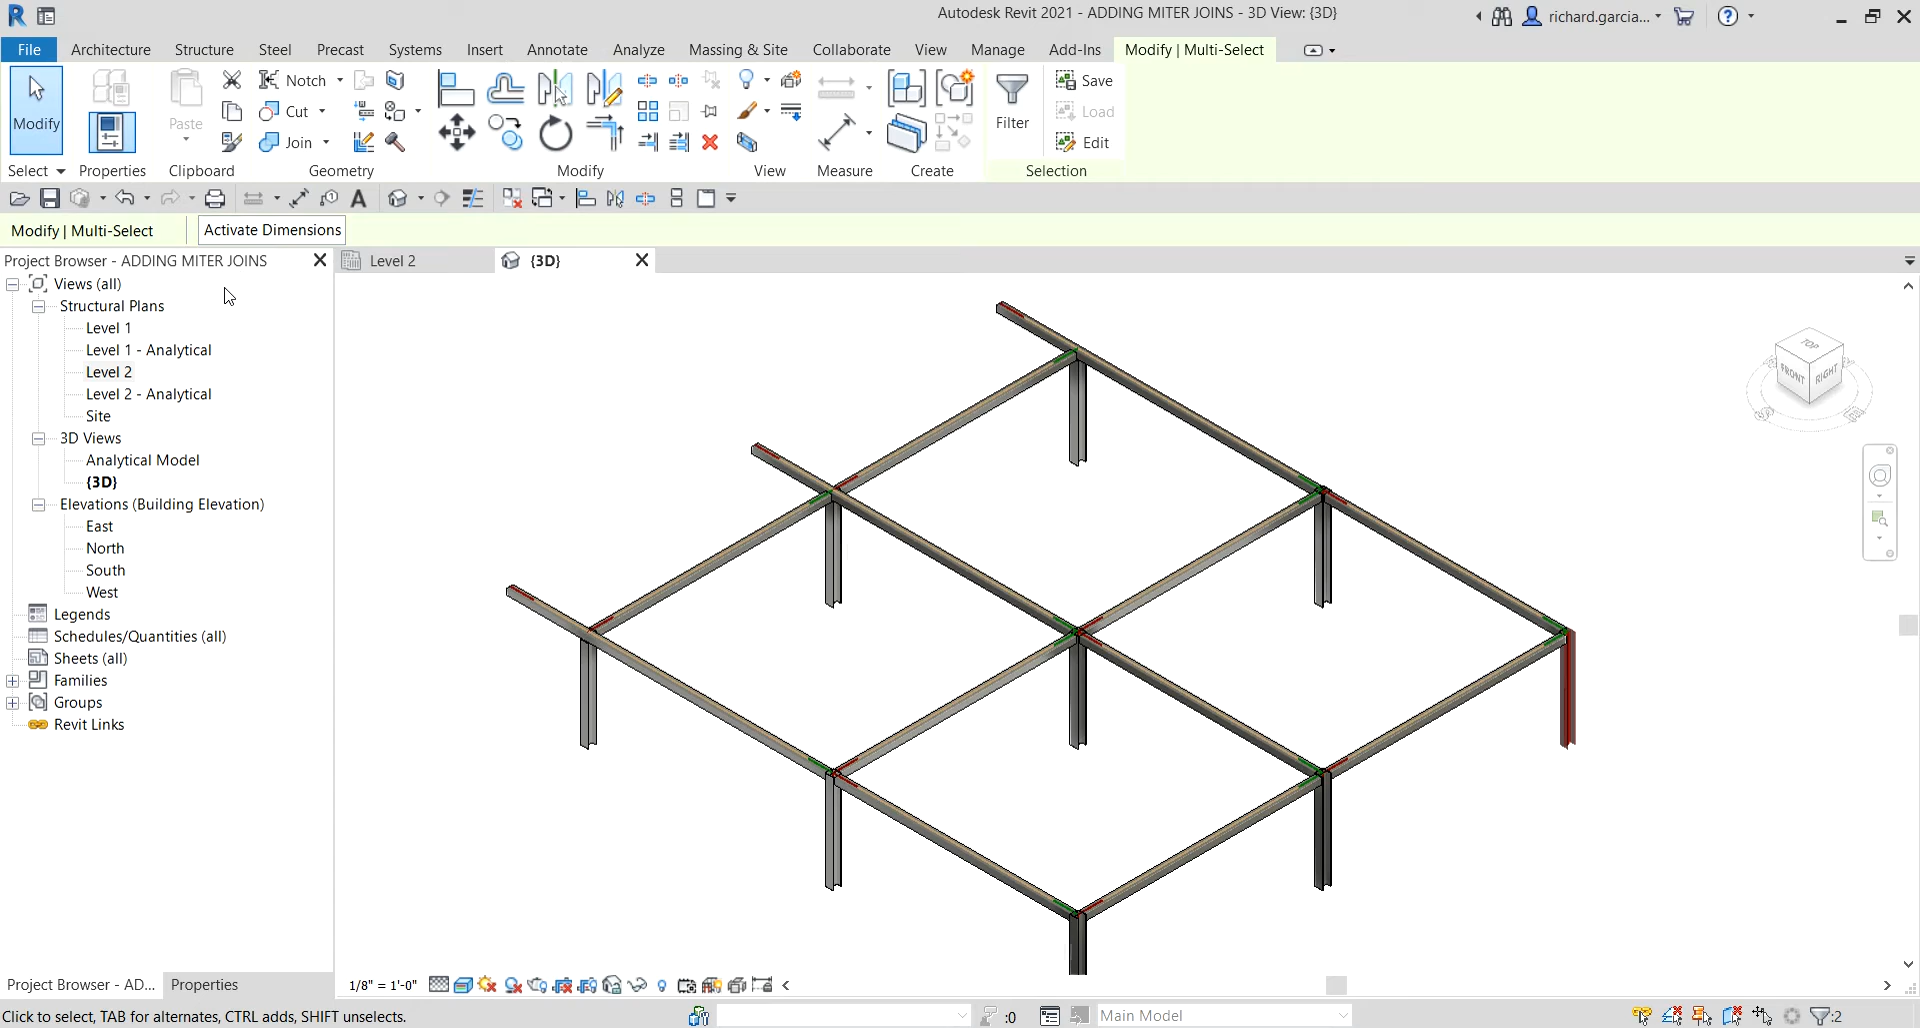 Autodesk Revit 2021 - ADDING MITER JOINS - 3D View: {3D}
richard.garcia...
File Architecture Structure Steel Precast Systems Insert Annotate Analyze Massing & Site Collaborate View Manage Add-Ins Modify | Multi-Select
Modify
Paste
Notch
Cut
Join
Filter
Save
Load
Edit
Select Properties Clipboard Geometry Modify View Measure Create Selection
Modify | Multi-Select Activate Dimensions
Project Browser - ADDING MITER JOINS
Level 2 {3D}
Views (all)
Structural Plans
Level 1
Level 1 - Analytical
Level 2
Level 2 - Analytical
Site
3D Views
Analytical Model
{3D}
Elevations (Building Elevation)
East
North
South
West
Legends
Schedules/Quantities (all)
Sheets (all)
Families
Groups
Revit Links
TOP
FRONT RIGHT
Project Browser - AD... Properties
1/8" = 1'-0"
Click to select, TAB for alternates, CTRL adds, SHIFT unselects.
:0
Main Model
:2